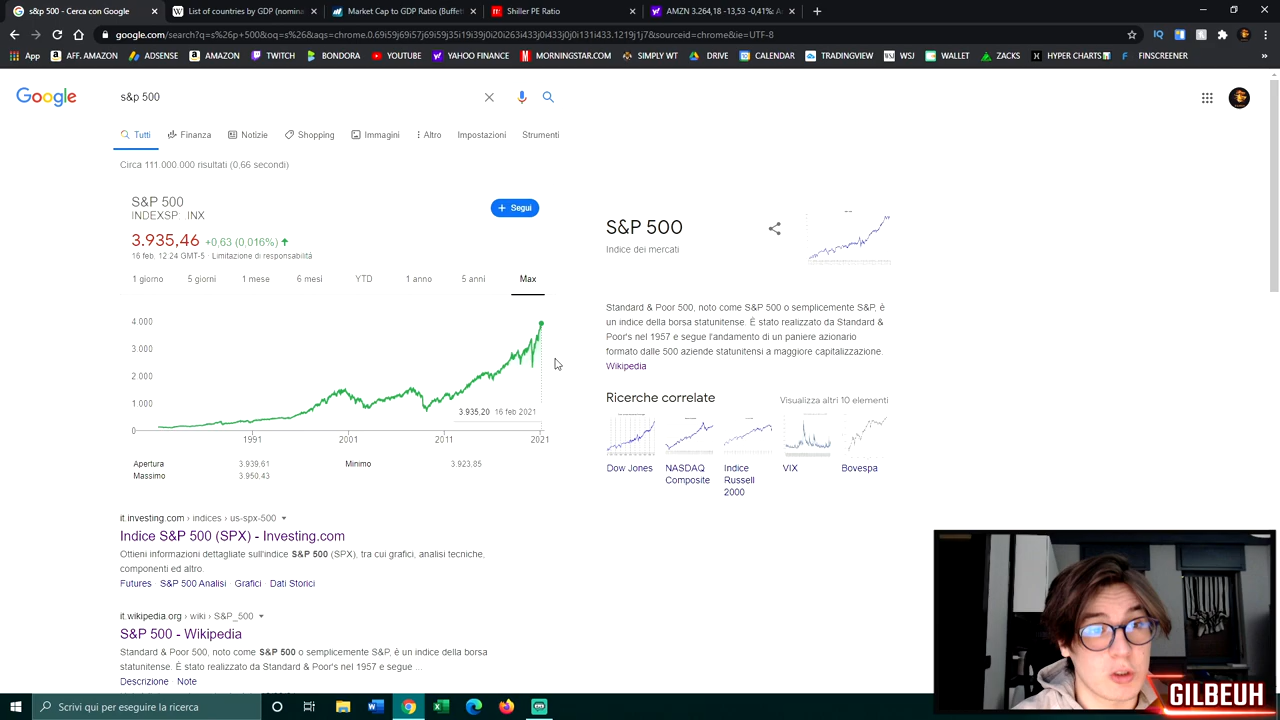 s&p 500 - Cerca con Google
List of countries by GDP (nomina
Market Cap to GDP Ratio (Buffett
Shiller PE Ratio
AMZN 3.264,18 -13,53 -0,41%: A
google.com/search?q=s%26p+500&oq=s%26&aqs=chrome.0.69i59j69i57j69i59j35i19i39j0i20i263i433j0i433j0j0i131i433.1219j1j7&sourceid=chrome&ie=UTF-8
App
AFF. AMAZON
ADSENSE
AMAZON
TWITCH
BONDORA
YOUTUBE
YAHOO FINANCE
MORNINGSTAR.COM
SIMPLY WT
DRIVE
CALENDAR
TRADINGVIEW
WSJ
WALLET
ZACKS
HYPER CHARTS
FINSCREENER
Google
s&p 500
Tutti
Finanza
Notizie
Shopping
Immagini
Altro
Impostazioni
Strumenti
Circa 111.000.000 risultati (0,66 secondi)
S&P 500
INDEXSP: INX
Segui
3.935,46 +0,63 (0,016%)
16 feb. 12:24 GMT-5 · Limitazione di responsabilità
1 giorno
5 giorni
1 mese
6 mesi
YTD
1 anno
5 anni
Max
4.000
3.000
2.000
1.000
0
3.935,20 16 feb 2021
1991
2001
2011
2021
Apertura 3.939,61
Minimo 3.923,85
Massimo 3.950,43
S&P 500
Indice dei mercati
Standard & Poor 500, noto come S&P 500 o semplicemente S&P, è
un indice della borsa statunitense. È stato realizzato da Standard &
Poor's nel 1957 e segue l'andamento di un paniere azionario
formato dalle 500 aziende statunitensi a maggiore capitalizzazione.
Wikipedia
Ricerche correlate
Visualizza altri 10 elementi
Dow Jones
NASDAQ
Composite
Indice
Russell
2000
VIX
Bovespa
it.investing.com › indices › us-spx-500
Indice S&P 500 (SPX) - Investing.com
Ottieni informazioni dettagliate sull'indice S&P 500 (SPX), tra cui grafici, analisi tecniche,
componenti ed altro.
Futures · S&P 500 Analisi · Grafici · Dati Storici
it.wikipedia.org › wiki › S&P_500
S&P 500 - Wikipedia
Standard & Poor 500, noto come S&P 500 o semplicemente S&P, è un indice della borsa
statunitense. È stato realizzato da Standard & Poor's nel 1957 e segue ...
Descrizione · Note
GILBEUH
Scrivi qui per eseguire la ricerca